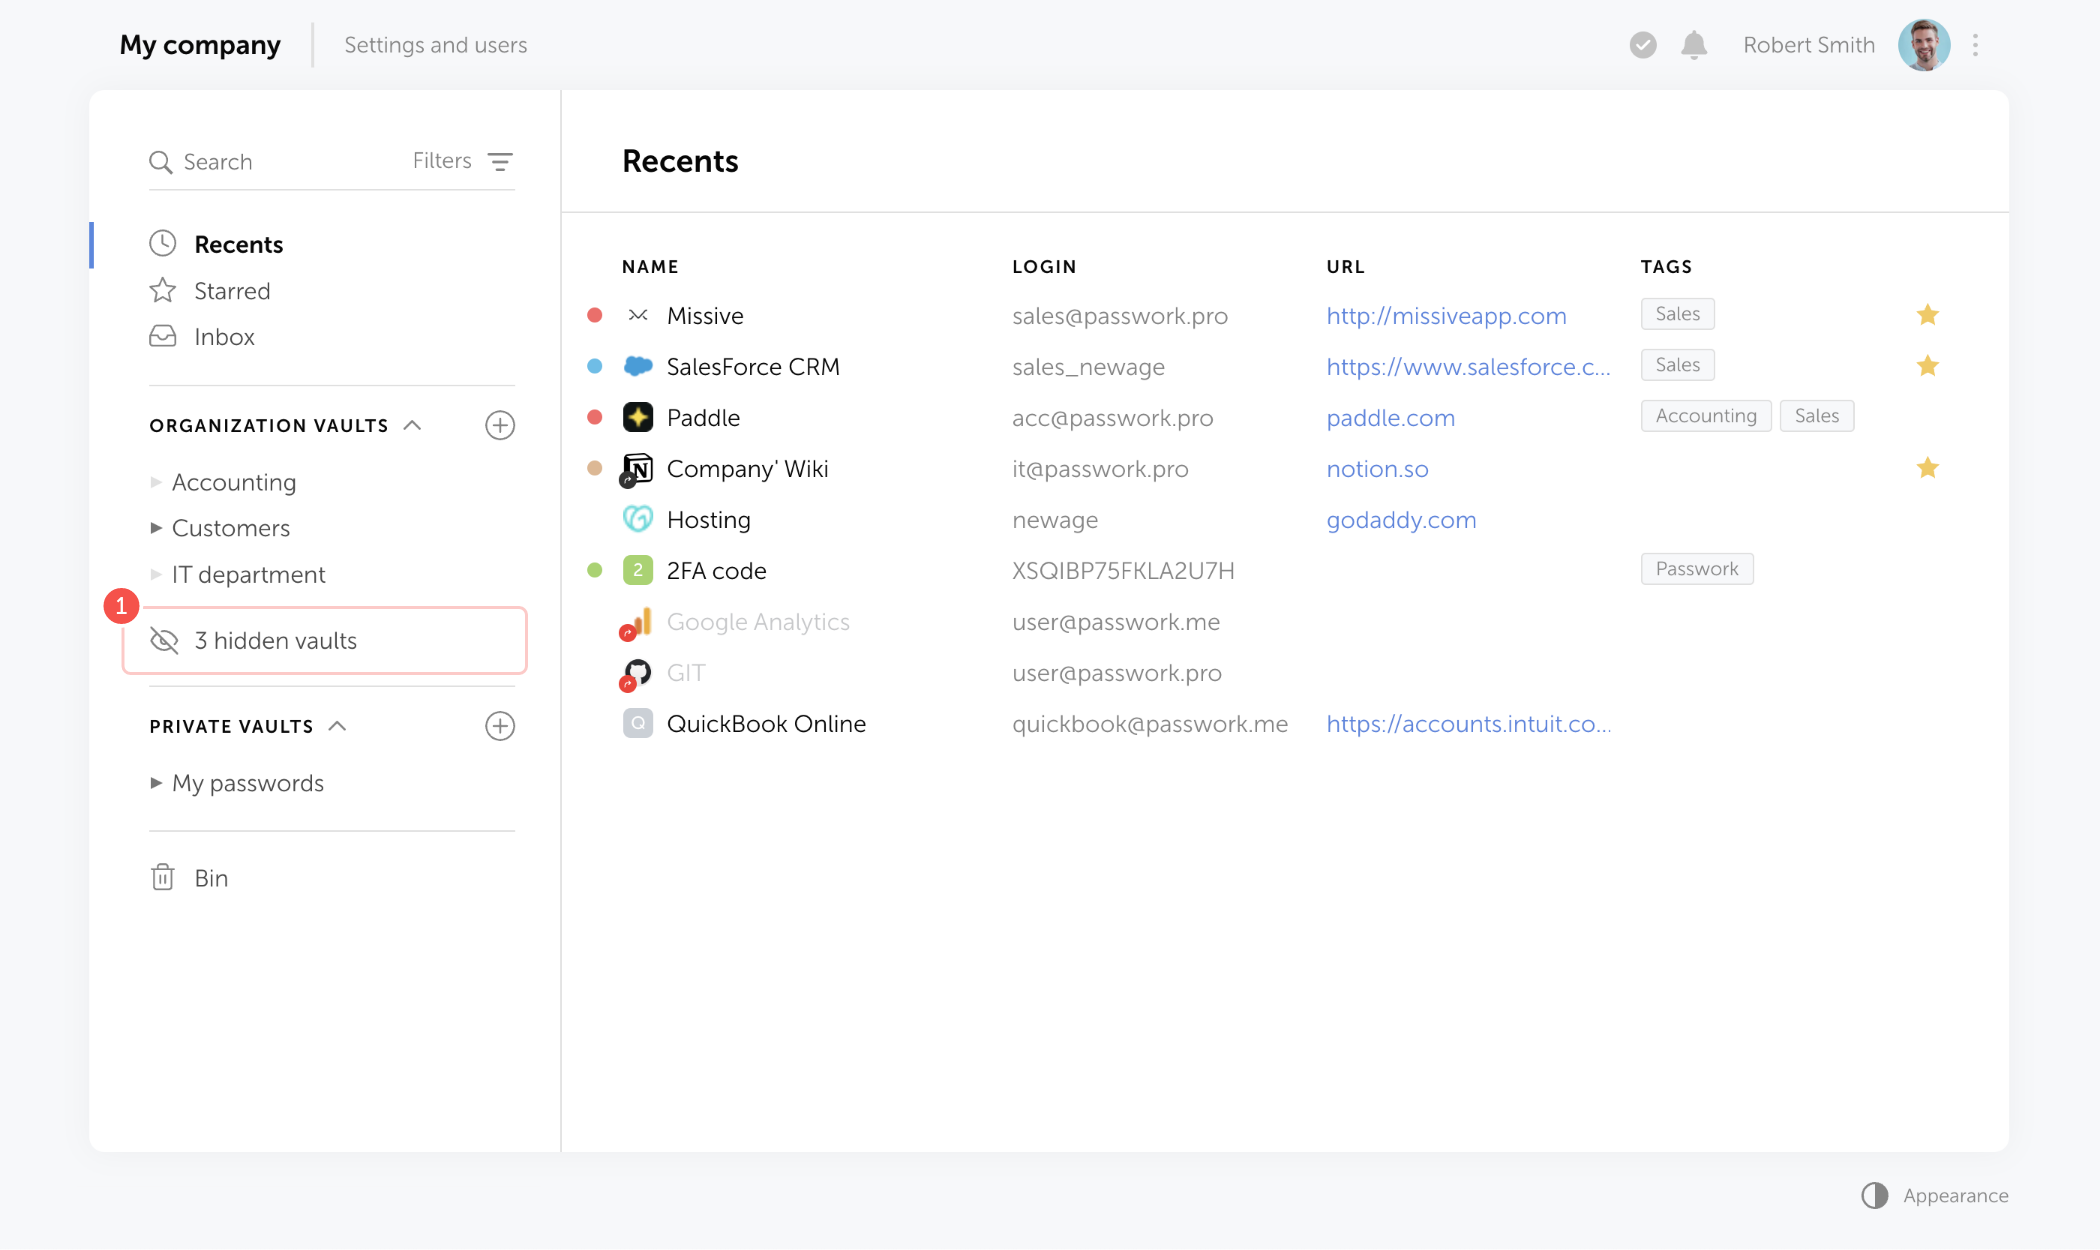 My company
Settings and users
Robert Smith
Search
Filters
Recents
Starred
Inbox
ORGANIZATION VAULTS
Accounting
Customers
IT department
1
3 hidden vaults
PRIVATE VAULTS
My passwords
Bin
Recents
NAME LOGIN URL TAGS
Missive sales@passwork.pro http://missiveapp.com Sales
SalesForce CRM sales_newage https://www.salesforce.c... Sales
Paddle acc@passwork.pro paddle.com Accounting Sales
N Company' Wiki it@passwork.pro notion.so
Hosting newage godaddy.com
2 2FA code XSQIBP75FKLA2U7H Passwork
Google Analytics user@passwork.me
GIT user@passwork.pro
Q QuickBook Online quickbook@passwork.me https://accounts.intuit.co...
Appearance